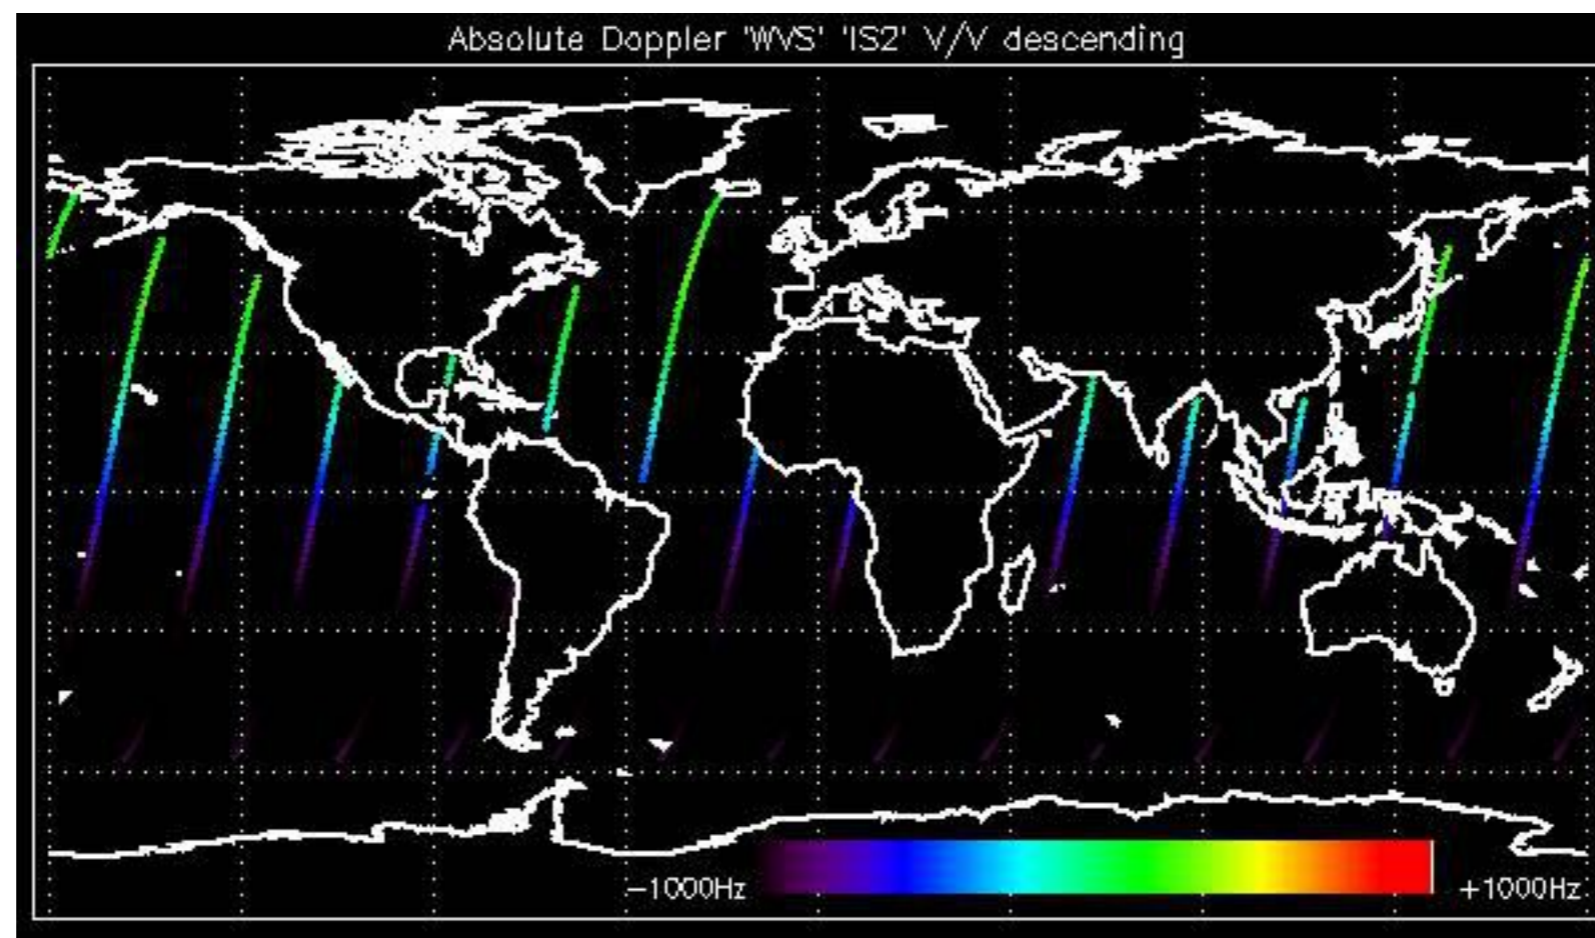 Absolute Doppler 'WVS' 'IS2' V/V descending
−1000Hz
+1000Hz